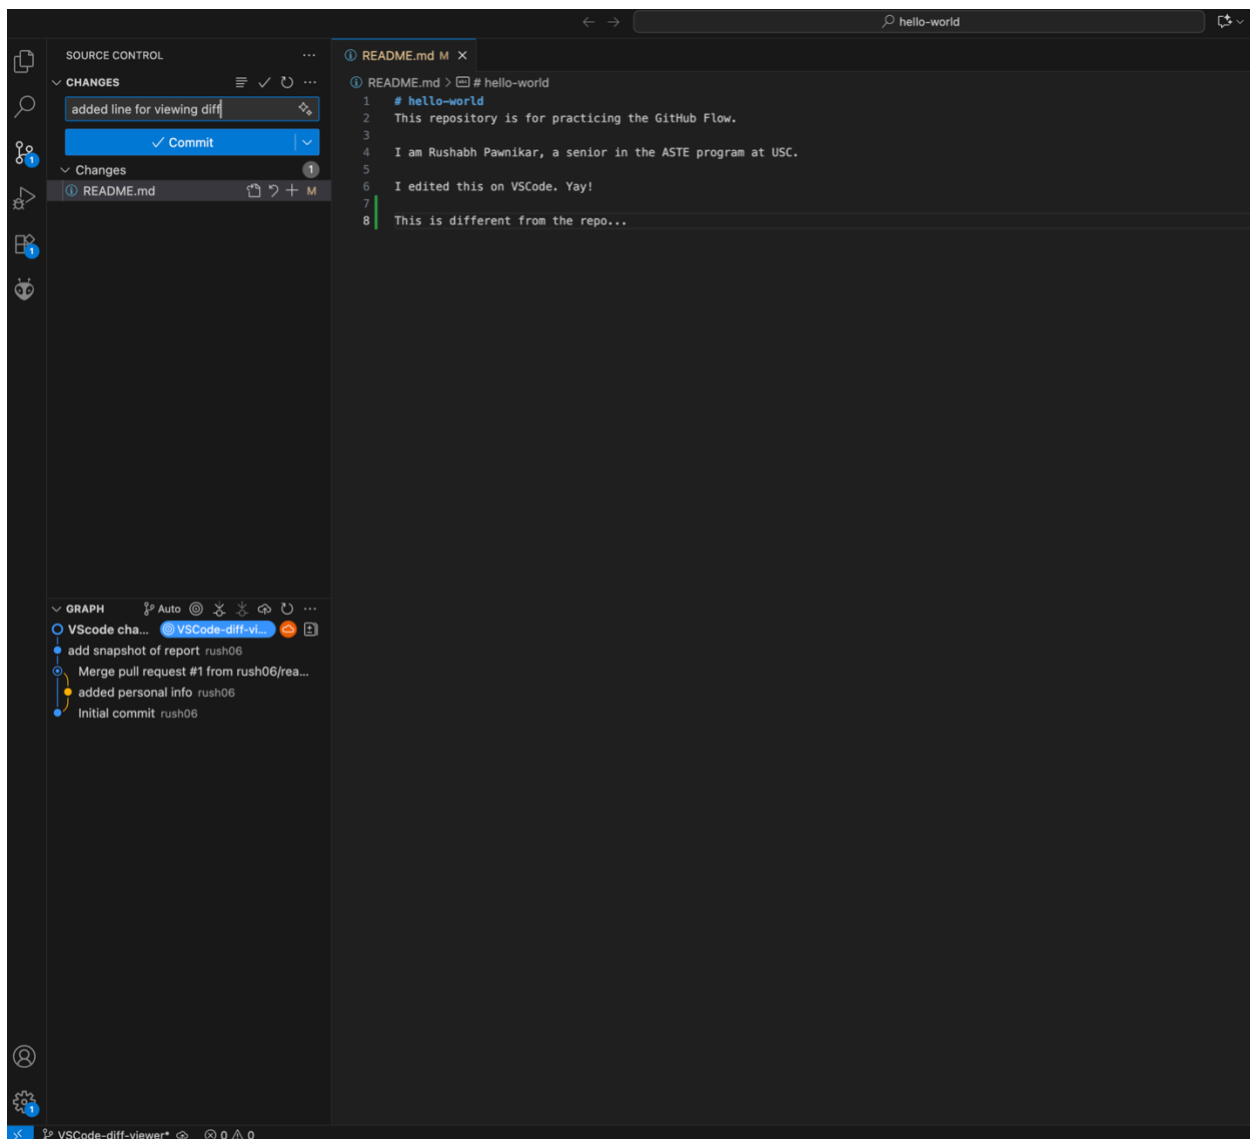 hello-world
SOURCE CONTROL
CHANGES
added line for viewing diff
Commit
Changes
1
README.md
M
1
1
1
GRAPH
Auto
VScode cha... VSCode-diff-vi...
add snapshot of report rush06
Merge pull request #1 from rush06/rea...
added personal info rush06
Initial commit rush06
README.md M
README.md > # hello-world
1 # hello-world
2 This repository is for practicing the GitHub Flow.
3
4 I am Rushabh Pawnikar, a senior in the ASTE program at USC.
5
6 I edited this on VSCode. Yay!
7
8 This is different from the repo...
VSCode-diff-viewer* 0 0